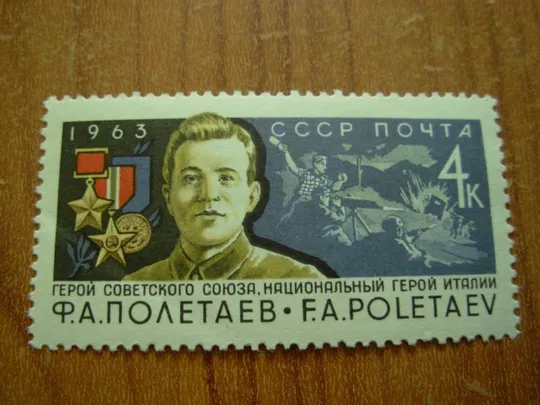 1963 СССР ПОЧТА
4К
ГЕРОЙ СОВЕТСКОГО СОЮЗА, НАЦИОНАЛЬНЫЙ ГЕРОЙ ИТАЛИИ
Ф.А.ПОЛЕТАЕВ • F.A.POLETAEV